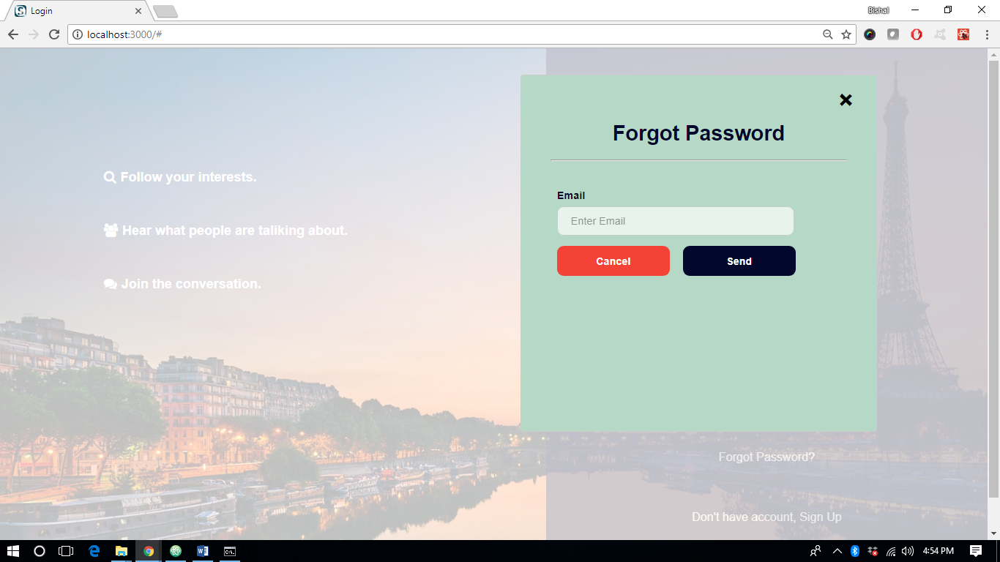 Login
Bishal
localhost:3000/#
Forgot Password
Follow your interests.
Hear what people are taliking about.
Join the conversation.
Email
Enter Email
Cancel
Send
Forgot Password?
Don't have account, Sign Up
4:54 PM